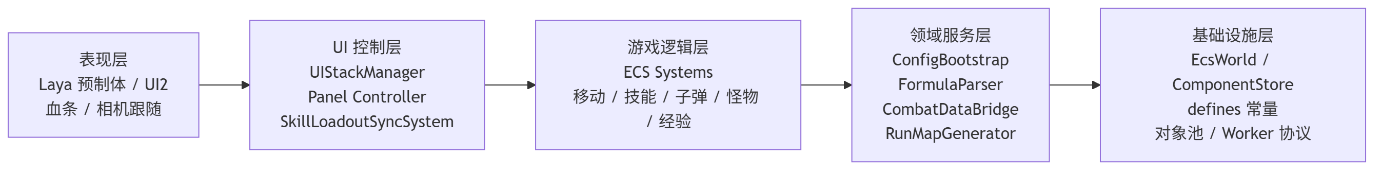 表现层
Laya 预制体 / UI2
血条 / 相机跟随
UI 控制层
UIStackManager
Panel Controller
SkillLoadoutSyncSystem
游戏逻辑层
ECS Systems
移动 / 技能 / 子弹 / 怪物
/ 经验
领域服务层
ConfigBootstrap
FormulaParser
CombatDataBridge
RunMapGenerator
基础设施层
EcsWorld /
ComponentStore
defines 常量
对象池 / Worker 协议